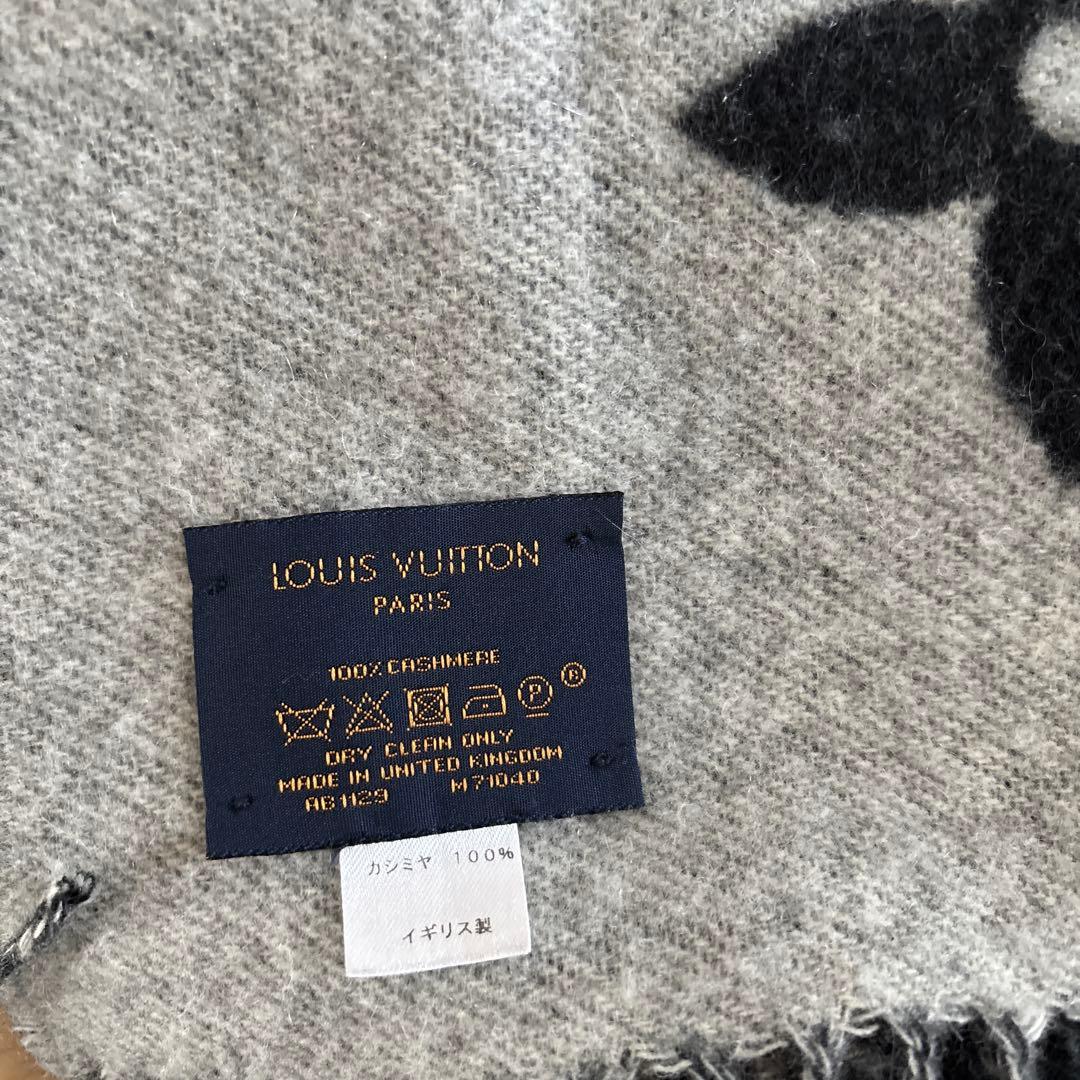 LOUIS VUITTON
PARIS
100% CASHMERE
P ®
DRY CLEAN ONLY
MADE IN UNITED KINGDOM
AB1129 M71040
カシミヤ 100%
イギリス製